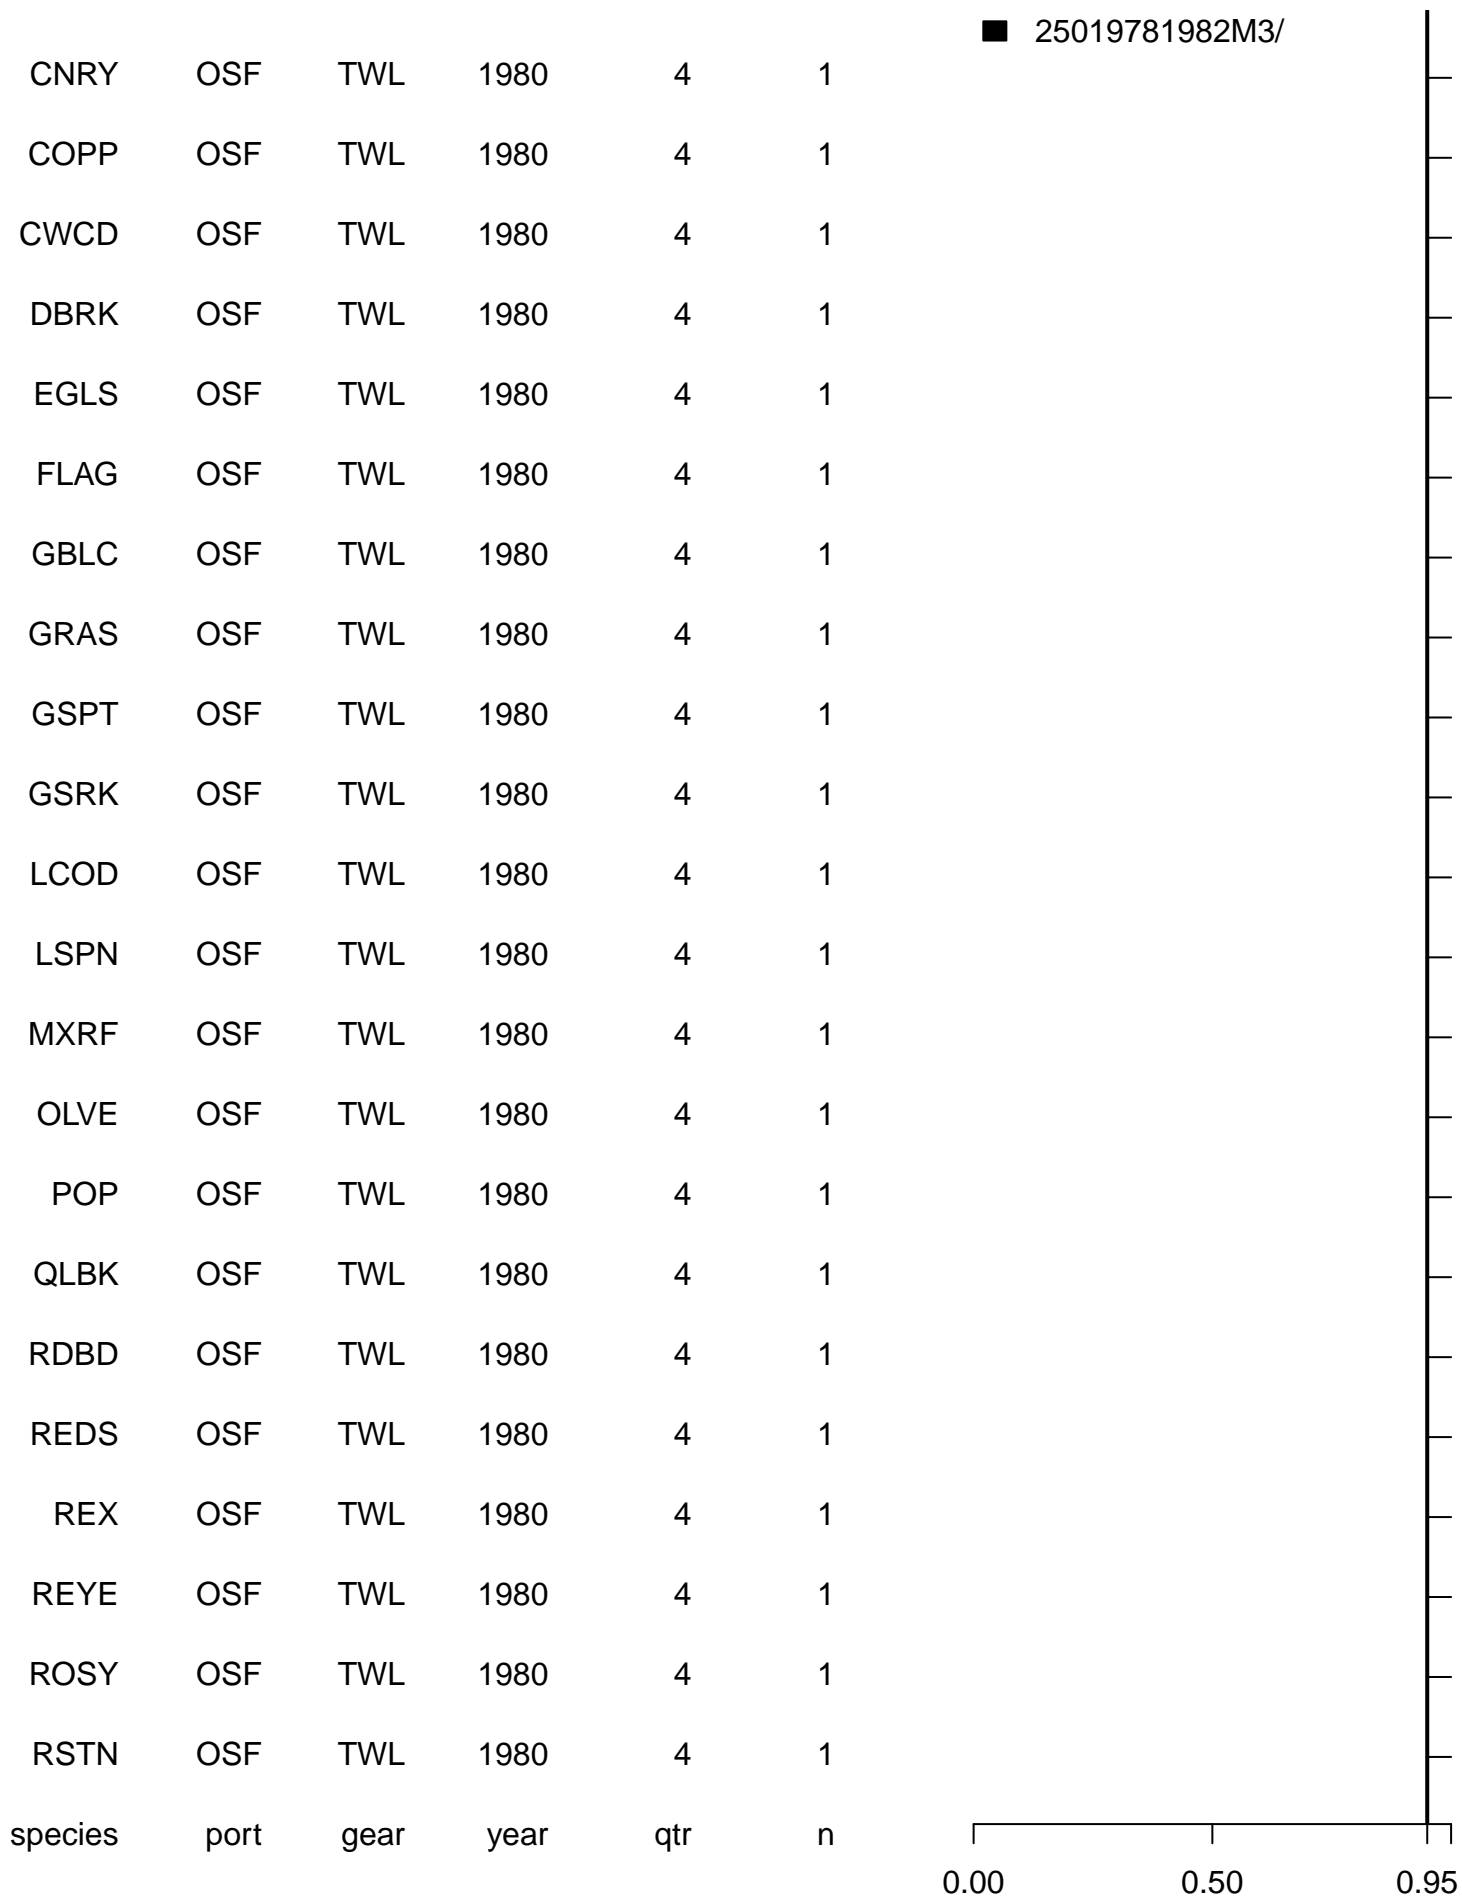 25019781982M3/
CNRY OSF TWL 1980 4 1
COPP OSF TWL 1980 4 1
CWCD OSF TWL 1980 4 1
DBRK OSF TWL 1980 4 1
EGLS OSF TWL 1980 4 1
FLAG OSF TWL 1980 4 1
GBLC OSF TWL 1980 4 1
GRAS OSF TWL 1980 4 1
GSPT OSF TWL 1980 4 1
GSRK OSF TWL 1980 4 1
LCOD OSF TWL 1980 4 1
LSPN OSF TWL 1980 4 1
MXRF OSF TWL 1980 4 1
OLVE OSF TWL 1980 4 1
POP OSF TWL 1980 4 1
QLBK OSF TWL 1980 4 1
RDBD OSF TWL 1980 4 1
REDS OSF TWL 1980 4 1
REX OSF TWL 1980 4 1
REYE OSF TWL 1980 4 1
ROSY OSF TWL 1980 4 1
RSTN OSF TWL 1980 4 1
species port gear year qtr n
0.00 0.50 0.95